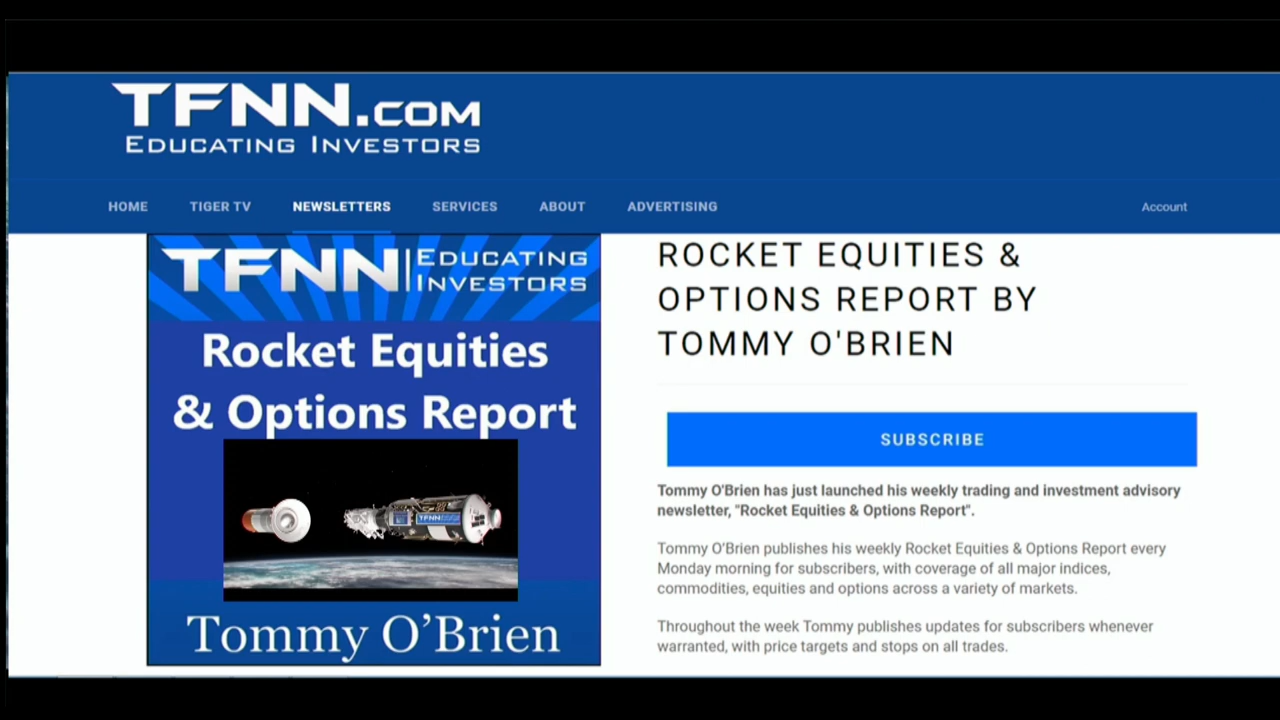 TFNN.COM
EDUCATING INVESTORS
HOME TIGER TV NEWSLETTERS SERVICES ABOUT ADVERTISING Account
TFNN EDUCATING
INVESTORS
Rocket Equities
& Options Report
TFNN
Tommy O’Brien
ROCKET EQUITIES &
OPTIONS REPORT BY
TOMMY O'BRIEN
SUBSCRIBE
Tommy O'Brien has just launched his weekly trading and investment advisory
newsletter, "Rocket Equities & Options Report".
Tommy O’Brien publishes his weekly Rocket Equities & Options Report every
Monday morning for subscribers, with coverage of all major indices,
commodities, equities and options across a variety of markets.
Throughout the week Tommy publishes updates for subscribers whenever
warranted, with price targets and stops on all trades.